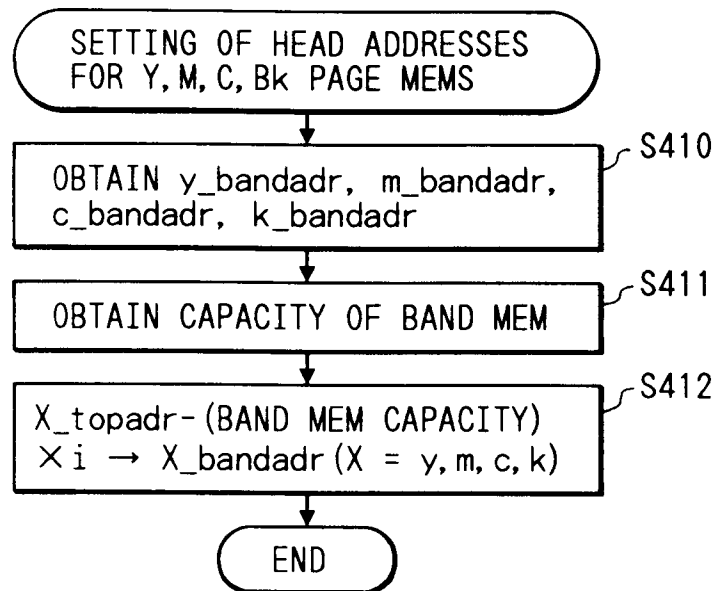 SETTING OF HEAD ADDRESSES
FOR Y, M, C, Bk PAGE MEMS
S410
OBTAIN y_bandadr, m_bandadr,
c_bandadr, k_bandadr
S411
OBTAIN CAPACITY OF BAND MEM
S412
X_topadr-(BAND MEM CAPACITY)
×i → X_bandadr(X = y,m,c,k)
END